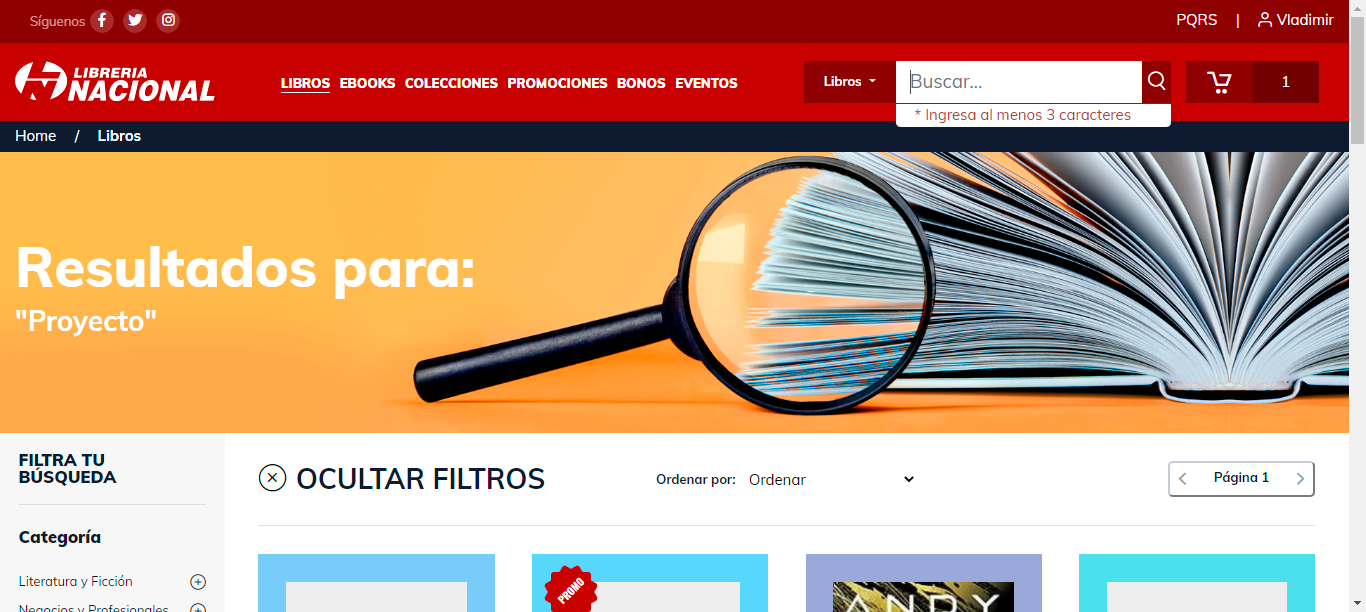 Síguenos
PQRS | Vladimir
LIBRERIA
NACIONAL
LIBROS EBOOKS COLECCIONES PROMOCIONES BONOS EVENTOS
Libros
Buscar...
1
* Ingresa al menos 3 caracteres
Home / Libros
Resultados para:
"Proyecto"
FILTRA TU
BÚSQUEDA
OCULTAR FILTROS
Ordenar por: Ordenar
Página 1
Categoría
Literatura y Ficción
Negocios y Profesionales
PROMO
ANDY